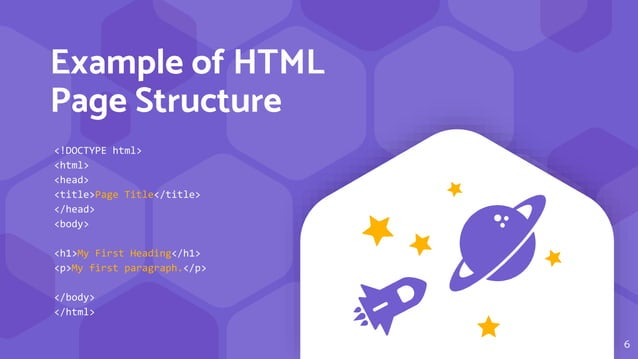 Example of HTML
Page Structure
<!DOCTYPE html>
<html>
<head>
<title>Page Title</title>
</head>
<body>
<h1>My First Heading</h1>
<p>My first paragraph.</p>
</body>
</html>
6